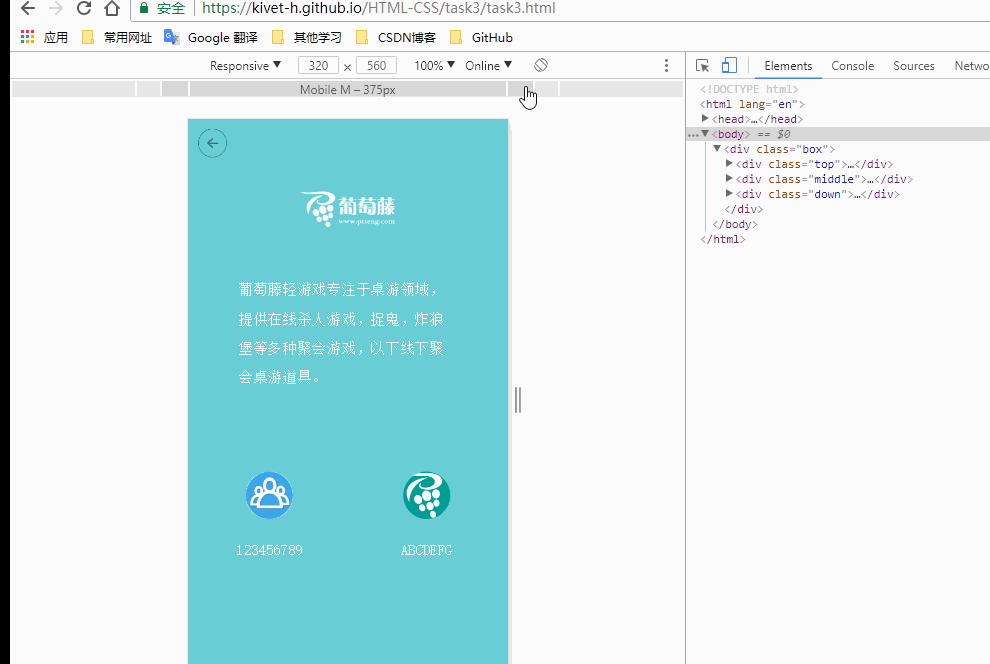 安全 https://kivet-h.github.io/HTML-CSS/task3/task3.html
应用 常用网址 Google 翻译 其他学习 CSDN博客 GitHub
Responsive 320 × 560 100% Online
Elements Console Sources Netwo
Mobile M – 375px
<!DOCTYPE html>
<html lang="en">
<head>…</head>
<body> == $0
<div class="box">
<div class="top">…</div>
<div class="middle">…</div>
<div class="down">…</div>
</div>
</body>
</html>
葡萄藤
www.ptteng.com
葡萄藤轻游戏专注于桌游领域，
提供在线杀人游戏，捉鬼，炸狼
堡等多种聚会游戏，以下线下聚
会桌游道具。
123456789 ABCDEFG